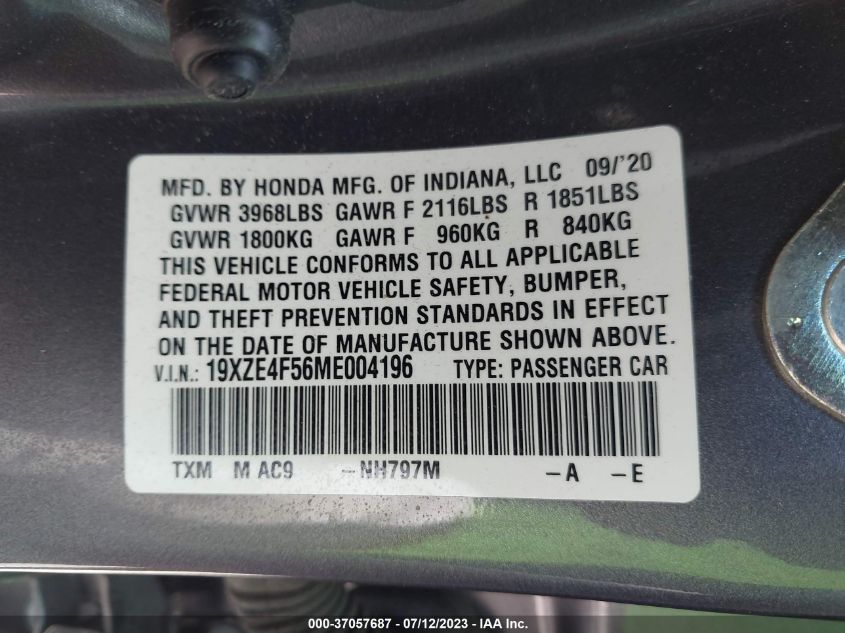 MFD. BY HONDA MFG. OF INDIANA, LLC 09/'20
GVWR 3968LBS GAWR F 2116LBS R 1851LBS
GVWR 1800KG GAWR F 960KG R 840KG
THIS VEHICLE CONFORMS TO ALL APPLICABLE
FEDERAL MOTOR VEHICLE SAFETY, BUMPER,
AND THEFT PREVENTION STANDARDS IN EFFECT
ON THE DATE OF MANUFACTURE SHOWN ABOVE.
V.I.N.: 19XZE4F56ME004196 TYPE: PASSENGER CAR
TXM M AC9 -NH797M -A -E
000-37057687 - 07/12/2023 - Copyright © IAA, Inc.